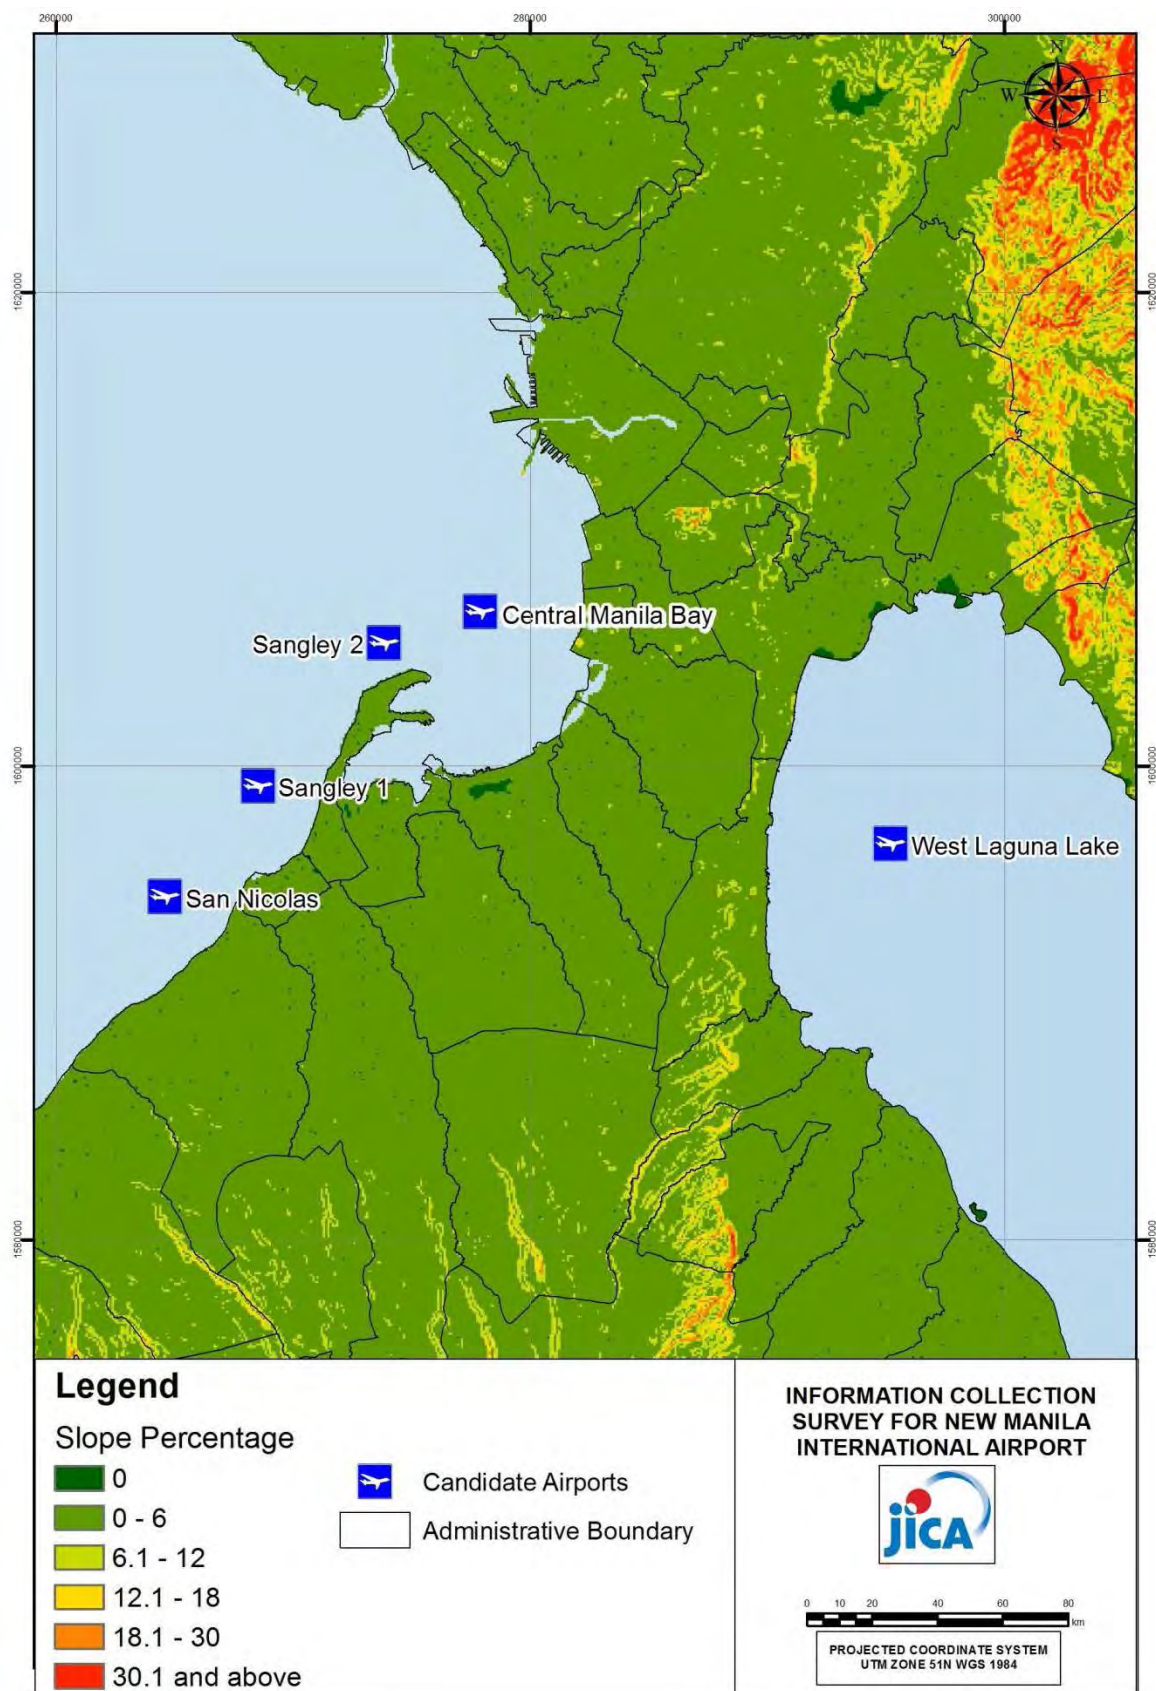 260000
280000
300000
N
W
E
S
1620000
1620000
Central Manila Bay
Sangley 2
1600000
1600000
Sangley 1
West Laguna Lake
San Nicolas
1580000
1580000
Legend
Slope Percentage
0
0 - 6
6.1 - 12
12.1 - 18
18.1 - 30
30.1 and above
Candidate Airports
Administrative Boundary
INFORMATION COLLECTION
SURVEY FOR NEW MANILA
INTERNATIONAL AIRPORT
jICA
0 10 20 40 60 80
km
PROJECTED COORDINATE SYSTEM
UTM ZONE 51N WGS 1984